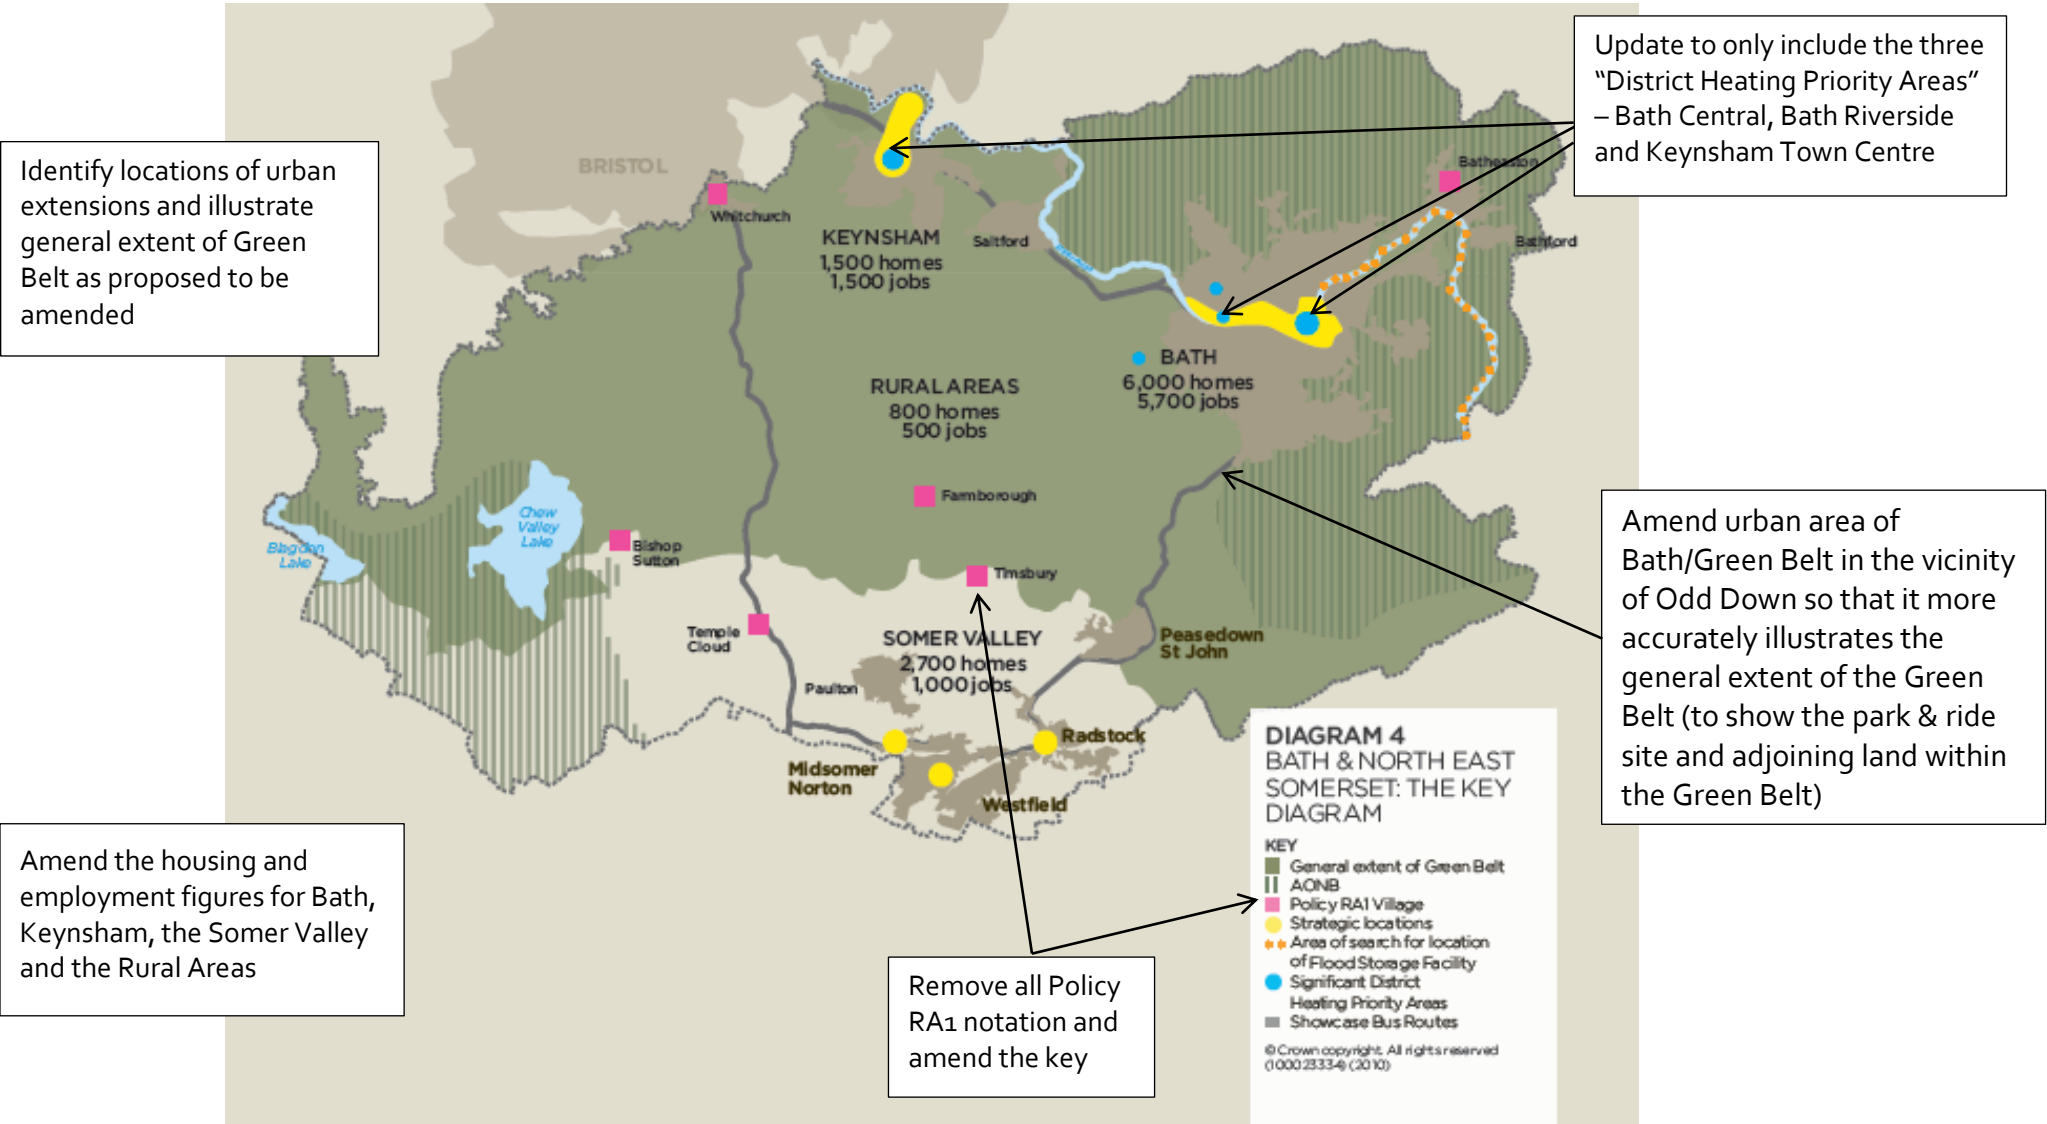 Update to only include the three
“District Heating Priority Areas”
– Bath Central, Bath Riverside
and Keynsham Town Centre
Identify locations of urban
extensions and illustrate
general extent of Green
Belt as proposed to be
amended
BRISTOL
Batheaston
Whitchurch
KEYNSHAM
1,500 homes
1,500 jobs
Saltford
Bathford
BATH
6,000 homes
5,700 jobs
RURAL AREAS
800 homes
500 jobs
Farmborough
Chew
Valley
Lake
Blagdon
Lake
Bishop
Sutton
Timsbury
Amend urban area of
Bath/Green Belt in the vicinity
of Odd Down so that it more
accurately illustrates the
general extent of the Green
Belt (to show the park & ride
site and adjoining land within
the Green Belt)
Temple
Cloud
SOMER VALLEY
2,700 homes
1,000 jobs
Peasedown
St John
Paulton
Radstock
Midsomer
Norton
Westfield
DIAGRAM 4
BATH & NORTH EAST
SOMERSET: THE KEY
DIAGRAM
KEY
General extent of Green Belt
AONB
Policy RA1 Village
Strategic locations
Area of search for location
of Flood Storage Facility
Significant District
Heating Priority Areas
Showcase Bus Routes
© Crown copyright. All rights reserved
(100023334) (2010)
Amend the housing and
employment figures for Bath,
Keynsham, the Somer Valley
and the Rural Areas
Remove all Policy
RA1 notation and
amend the key